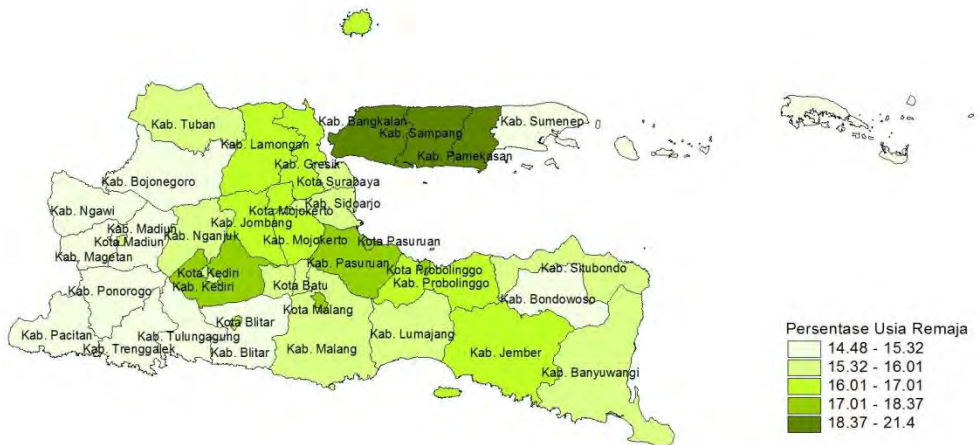 Kab. Tuban
Kab. Bangkalan
Kab. Sampang
Kab. Sumenep
Kab. Lamongan
Kab. Pamekasan
Kab. Gresik
Kab. Bojonegoro
Kota Surabaya
Kab. Ngawi
Kab. Sidoarjo
Kota Mojokerto
Kab. Jombang
Kab. Madiun
Kab. Nganjuk
Kota Madiun
Kab. Mojokerto
Kota Pasuruan
Kab. Magetan
Kab. Pasuruan
Kota Kediri
Kota Probolinggo
Kab. Situbondo
Kab. Kediri
Kab. Probolinggo
Kota Batu
Kab. Ponorogo
Kab. Bondowoso
Kota Malang
Kota Blitar
Kab. Pacitan
Kab. Tulungagung
Kab. Lumajang
Kab. Trenggalek
Kab. Blitar
Kab. Malang
Kab. Jember
Kab. Banyuwangi
Persentase Usia Remaja
14.48 - 15.32
15.32 - 16.01
16.01 - 17.01
17.01 - 18.37
18.37 - 21.4